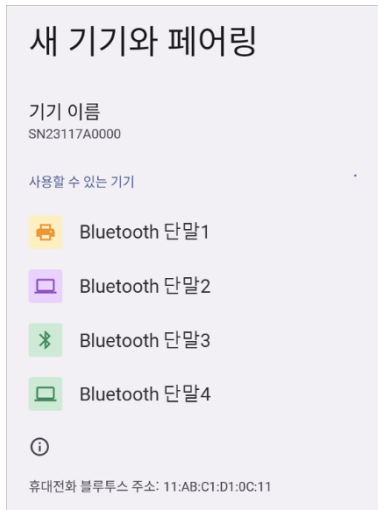 새 기기와 페어링
기기 이름
SN23117A0000
사용할 수 있는 기기
Bluetooth 단말1
Bluetooth 단말2
Bluetooth 단말3
Bluetooth 단말4
휴대전화 블루투스 주소: 11:AB:C1:D1:0C:11